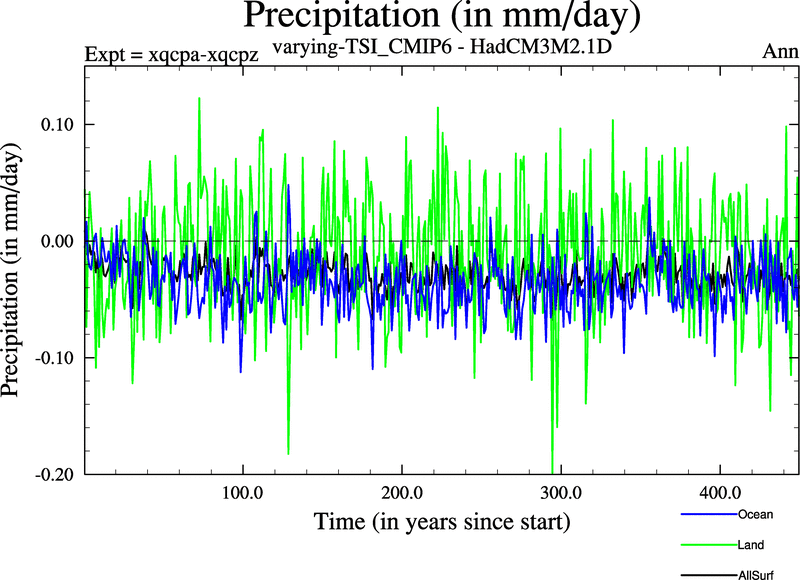 Precipitation (in mm/day)
Expt = xqcpa-xqcpz varying-TSI_CMIP6 - HadCM3M2.1D Ann
Precipitation (in mm/day)
0.10
0.00
-0.10
-0.20
100.0 200.0 300.0 400.0
Time (in years since start)
Ocean
Land
AllSurf